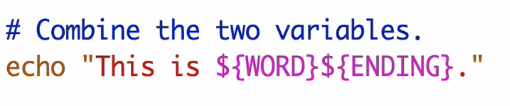 # Combine the two variables.
echo "This is ${WORD}${ENDING}."